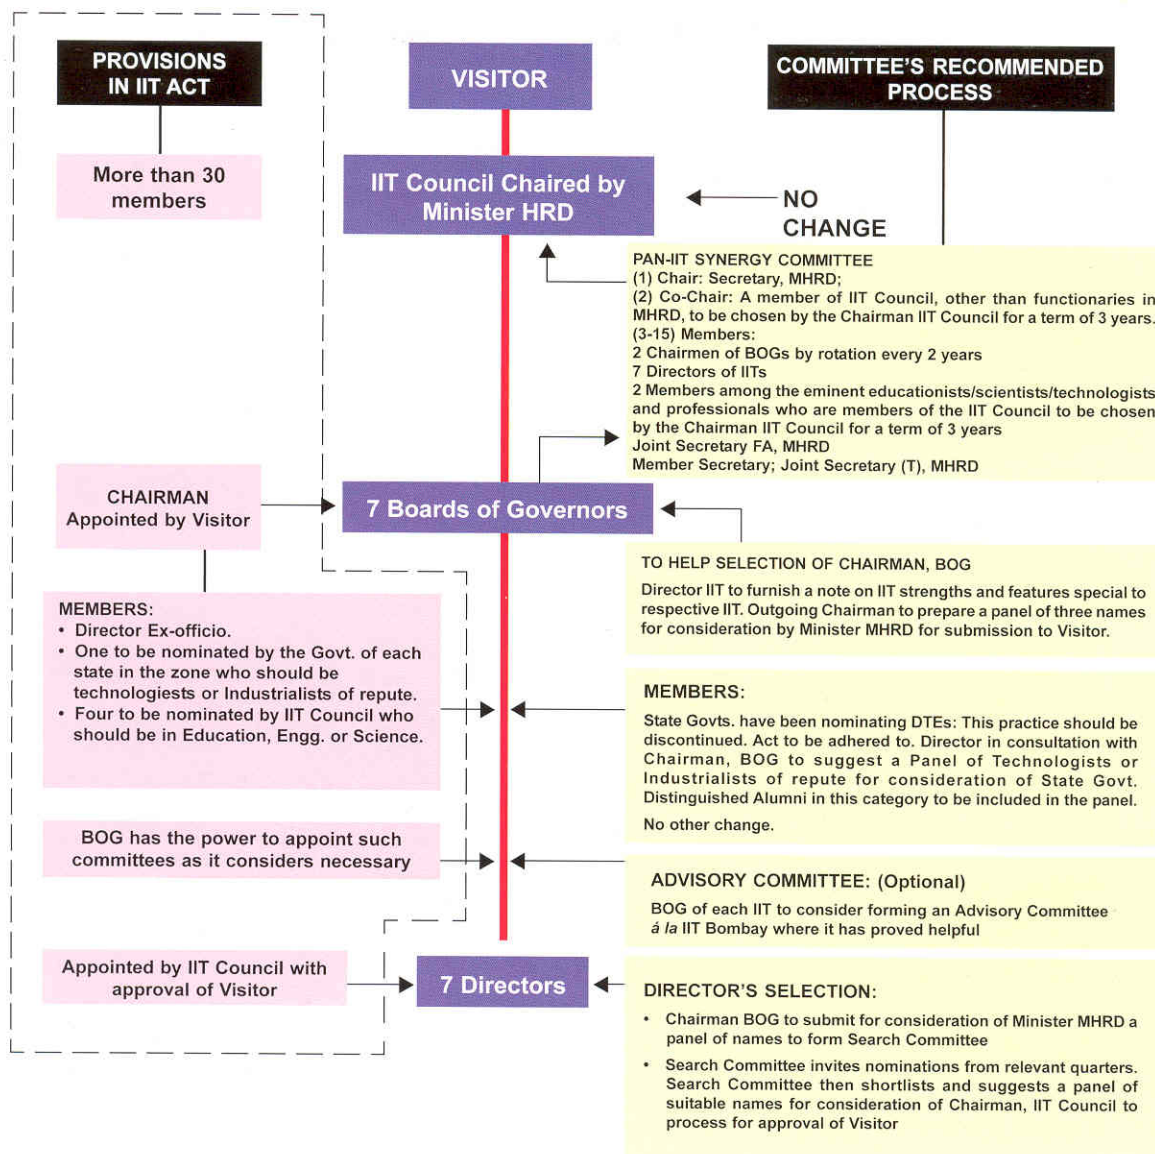 PROVISIONS
IN IIT ACT
VISITOR
COMMITTEE'S RECOMMENDED
PROCESS
More than 30
members
IIT Council Chaired by
Minister HRD
NO
CHANGE
PAN-IIT SYNERGY COMMITTEE
(1) Chair: Secretary, MHRD;
(2) Co-Chair: A member of IIT Council, other than functionaries in
MHRD, to be chosen by the Chairman IIT Council for a term of 3 years.
(3-15) Members:
2 Chairmen of BOGs by rotation every 2 years
7 Directors of IITs
2 Members among the eminent educationists/scientists/technologists
and professionals who are members of the IIT Council to be chosen
by the Chairman IIT Council for a term of 3 years
Joint Secretary FA, MHRD
Member Secretary; Joint Secretary (T), MHRD
CHAIRMAN
Appointed by Visitor
7 Boards of Governors
TO HELP SELECTION OF CHAIRMAN, BOG
Director IIT to furnish a note on IIT strengths and features special to
respective IIT. Outgoing Chairman to prepare a panel of three names
for consideration by Minister MHRD for submission to Visitor.
MEMBERS:
• Director Ex-officio.
• One to be nominated by the Govt. of each
state in the zone who should be
technologiests or Industrialists of repute.
• Four to be nominated by IIT Council who
should be in Education, Engg. or Science.
MEMBERS:
State Govts. have been nominating DTEs: This practice should be
discontinued. Act to be adhered to. Director in consultation with
Chairman, BOG to suggest a Panel of Technologists or
Industrialists of repute for consideration of State Govt.
Distinguished Alumni in this category to be included in the panel.
No other change.
BOG has the power to appoint such
committees as it considers necessary
ADVISORY COMMITTEE: (Optional)
BOG of each IIT to consider forming an Advisory Committee
á la IIT Bombay where it has proved helpful
Appointed by IIT Council with
approval of Visitor
7 Directors
DIRECTOR'S SELECTION:
• Chairman BOG to submit for consideration of Minister MHRD a
panel of names to form Search Committee
• Search Committee invites nominations from relevant quarters.
Search Committee then shortlists and suggests a panel of
suitable names for consideration of Chairman, IIT Council to
process for approval of Visitor